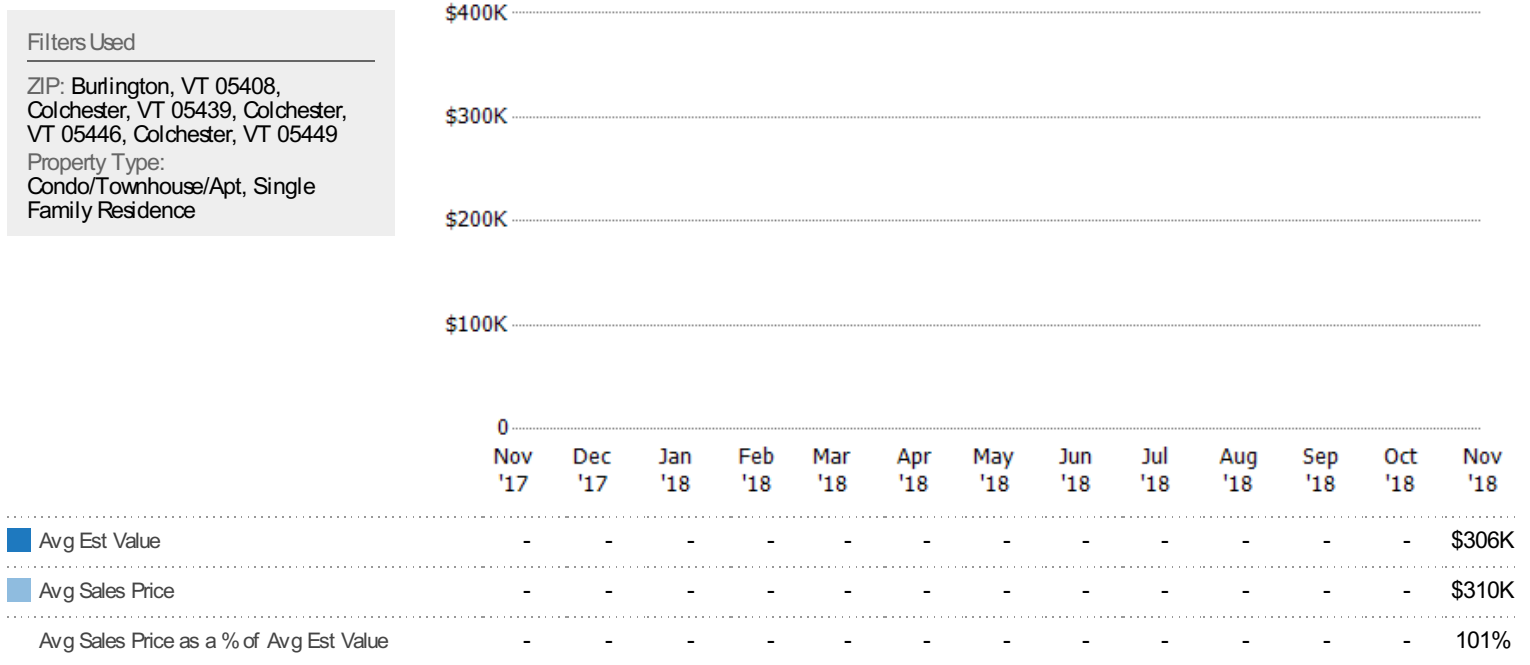 Filters Used
ZIP: Burlington, VT 05408,
Colchester, VT 05439, Colchester,
VT 05446, Colchester, VT 05449
Property Type:
Condo/Townhouse/Apt, Single
Family Residence
$400K
$300K
$200K
$100K
0
Nov Dec Jan Feb Mar Apr May Jun Jul Aug Sep Oct Nov
'17 '17 '18 '18 '18 '18 '18 '18 '18 '18 '18 '18 '18
Avg Est Value - - - - - - - - - - - - $306K
Avg Sales Price - - - - - - - - - - - - $310K
Avg Sales Price as a % of Avg Est Value - - - - - - - - - - - - 101%